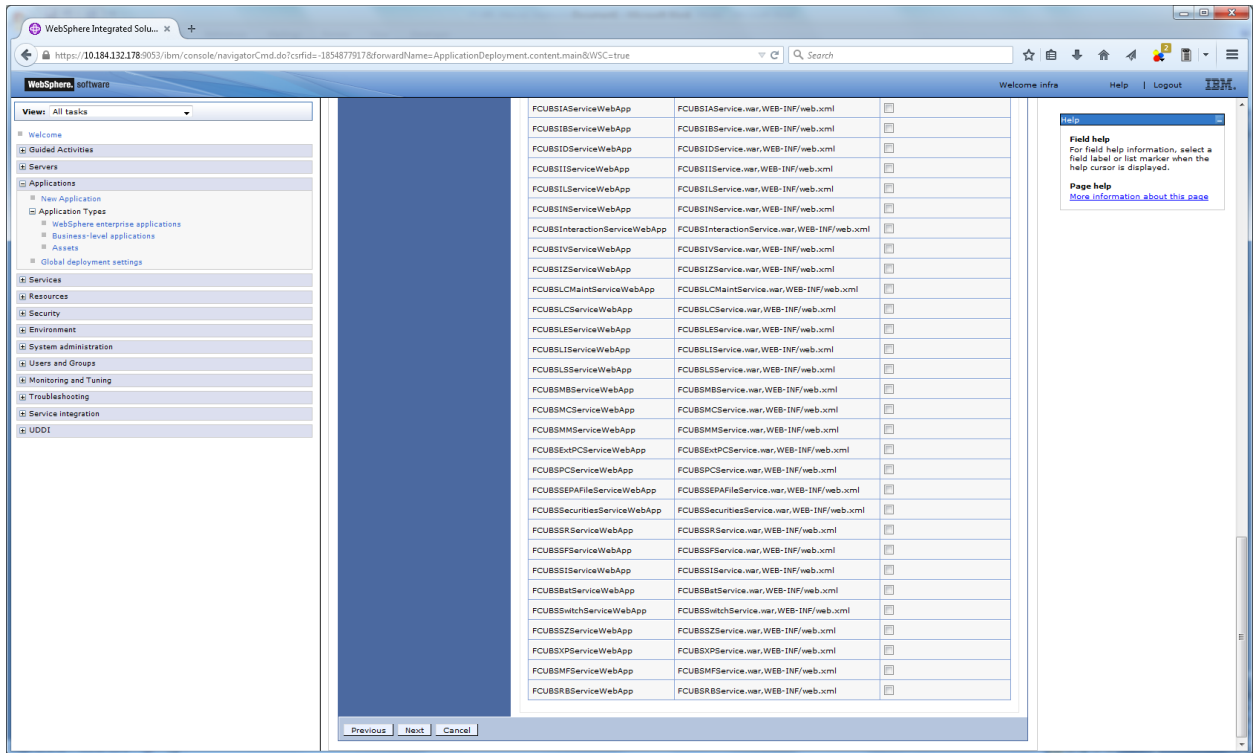 WebSphere Integrated Solu...
https://10.184.132.178:9053/ibm/console/navigatorCmd.do?csrfid=-1854877917&forwardName=ApplicationDeployment.content.main&WSC=true
Search
2
WebSphere. software
Welcome infra
Help | Logout
IBM.
View: All tasks
Welcome
Guided Activities
Servers
Applications
New Application
Application Types
WebSphere enterprise applications
Business-level applications
Assets
Global deployment settings
Services
Resources
Security
Environment
System administration
Users and Groups
Monitoring and Tuning
Troubleshooting
Service integration
UDDI
FCUBSIAServiceWebApp FCUBSIAService.war,WEB-INF/web.xml
FCUBSIBServiceWebApp FCUBSIBService.war,WEB-INF/web.xml
FCUBSIDServiceWebApp FCUBSIDService.war,WEB-INF/web.xml
FCUBSIIServiceWebApp FCUBSIIService.war,WEB-INF/web.xml
FCUBSILServiceWebApp FCUBSILService.war,WEB-INF/web.xml
FCUBSINServiceWebApp FCUBSINService.war,WEB-INF/web.xml
FCUBSInteractionServiceWebApp FCUBSInteractionService.war,WEB-INF/web.xml
FCUBSIVServiceWebApp FCUBSIVService.war,WEB-INF/web.xml
FCUBSIZServiceWebApp FCUBSIZService.war,WEB-INF/web.xml
FCUBSLCMaintServiceWebApp FCUBSLCMaintService.war,WEB-INF/web.xml
FCUBSLCServiceWebApp FCUBSLCService.war,WEB-INF/web.xml
FCUBSLEServiceWebApp FCUBSLEService.war,WEB-INF/web.xml
FCUBSLIServiceWebApp FCUBSLIService.war,WEB-INF/web.xml
FCUBSLSServiceWebApp FCUBSLSService.war,WEB-INF/web.xml
FCUBSMBServiceWebApp FCUBSMBService.war,WEB-INF/web.xml
FCUBSMCServiceWebApp FCUBSMCService.war,WEB-INF/web.xml
FCUBSMMServiceWebApp FCUBSMMService.war,WEB-INF/web.xml
FCUBSExtPCServiceWebApp FCUBSExtPCService.war,WEB-INF/web.xml
FCUBSPCServiceWebApp FCUBSPCService.war,WEB-INF/web.xml
FCUBSSEPAFileServiceWebApp FCUBSSEPAFileService.war,WEB-INF/web.xml
FCUBSSecuritiesServiceWebApp FCUBSSecuritiesService.war,WEB-INF/web.xml
FCUBSSRServiceWebApp FCUBSSRService.war,WEB-INF/web.xml
FCUBSSFServiceWebApp FCUBSSFService.war,WEB-INF/web.xml
FCUBSSIServiceWebApp FCUBSSIService.war,WEB-INF/web.xml
FCUBSBstServiceWebApp FCUBSBstService.war,WEB-INF/web.xml
FCUBSSwitchServiceWebApp FCUBSSwitchService.war,WEB-INF/web.xml
FCUBSSZServiceWebApp FCUBSSZService.war,WEB-INF/web.xml
FCUBSXPServiceWebApp FCUBSXPService.war,WEB-INF/web.xml
FCUBSMFServiceWebApp FCUBSMFService.war,WEB-INF/web.xml
FCUBSRBServiceWebApp FCUBSRBService.war,WEB-INF/web.xml
Previous Next Cancel
Help
Field help
For field help information, select a
field label or list marker when the
help cursor is displayed.
Page help
More information about this page